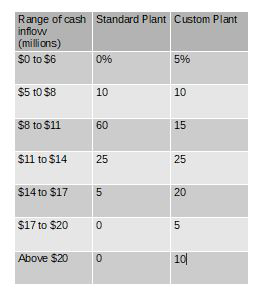 Range of cash Standard Plant Custom Plant
inflow
(millions)
$0 to $6 0% 5%
$5 t0 $8 10 10
$8 to $11 60 15
$11 to $14 25 25
$14 to $17 5 20
$17 to $20 0 5
Above $20 0 10